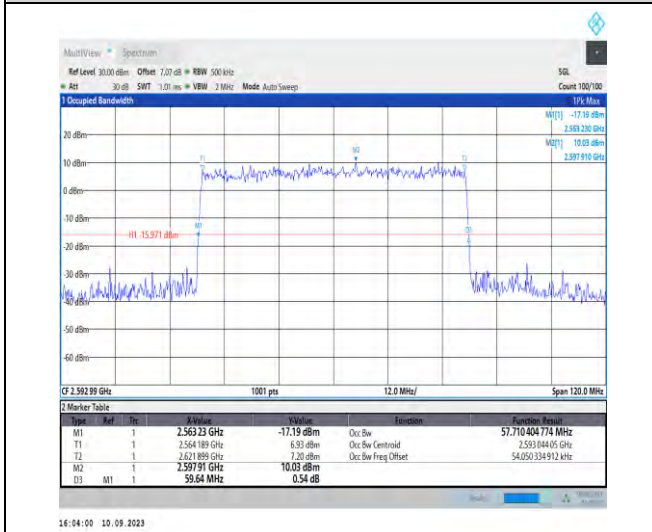 MultiView Spectrum
Ref Level 30.00 dBm Offset 7.07 dB RBW 500 kHz SGL
Att 30 dB SWT 1.01 ms VBW 2 MHz Mode Auto Sweep Count 100/100
1 Occupied Bandwidth 1Pk Max
M1[1] -17.19 dBm
2.563 230 GHz
M2[1] 10.03 dBm
2.597 910 GHz
20 dBm
10 dBm
0 dBm
-10 dBm
-20 dBm
-30 dBm
-40 dBm
-50 dBm
-60 dBm
T1
M2
T2
M1
D3
H1 -15.971 dBm
CF 2.592 99 GHz 1001 pts 12.0 MHz/ Span 120.0 MHz
2 Marker Table
Type Ref Trc X-Value Y-Value Function Function Result
M1 1 2.563 23 GHz -17.19 dBm Occ Bw 57.710 404 774 MHz
T1 1 2.564 189 GHz 6.93 dBm Occ Bw Centroid 2.593 044 05 GHz
T2 1 2.621 899 GHz 7.20 dBm Occ Bw Freq Offset 54.050 334 912 kHz
M2 1 2.597 91 GHz 10.03 dBm
D3 M1 1 59.64 MHz 0.54 dB
16:04:00 10.09.2023